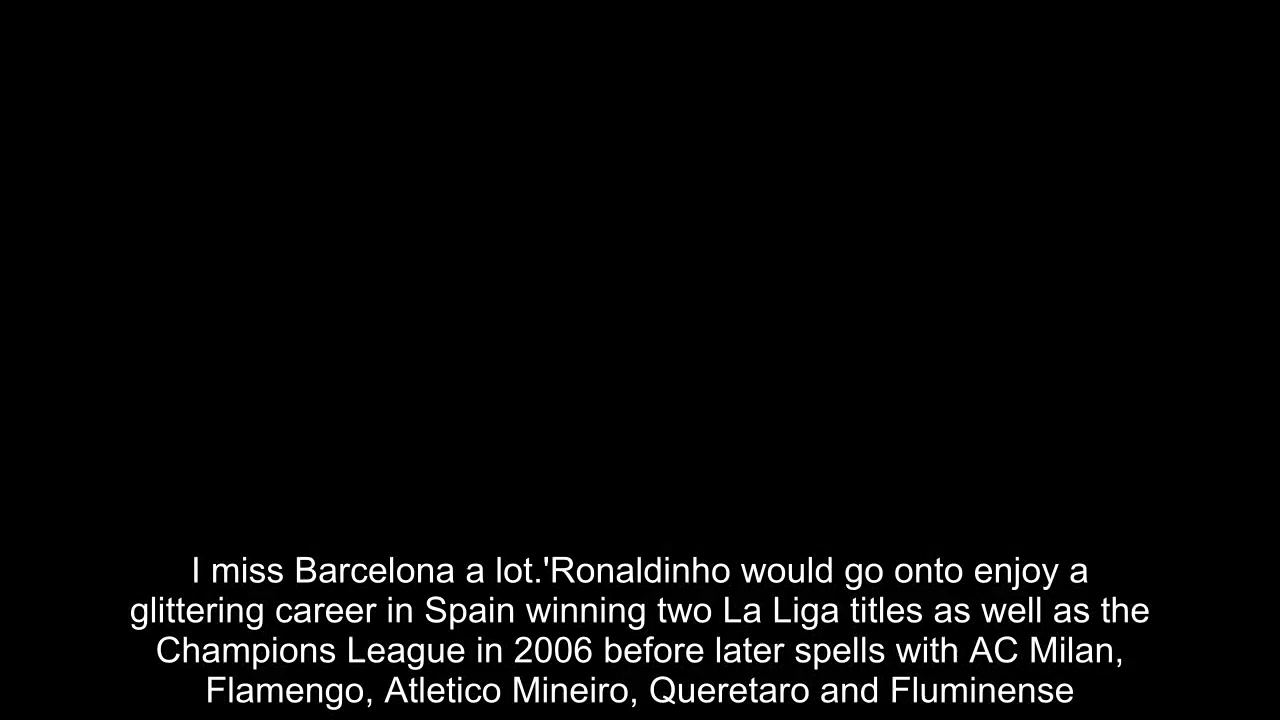 I miss Barcelona a lot.'Ronaldinho would go onto enjoy a
glittering career in Spain winning two La Liga titles as well as the
Champions League in 2006 before later spells with AC Milan,
Flamengo, Atletico Mineiro, Queretaro and Fluminense